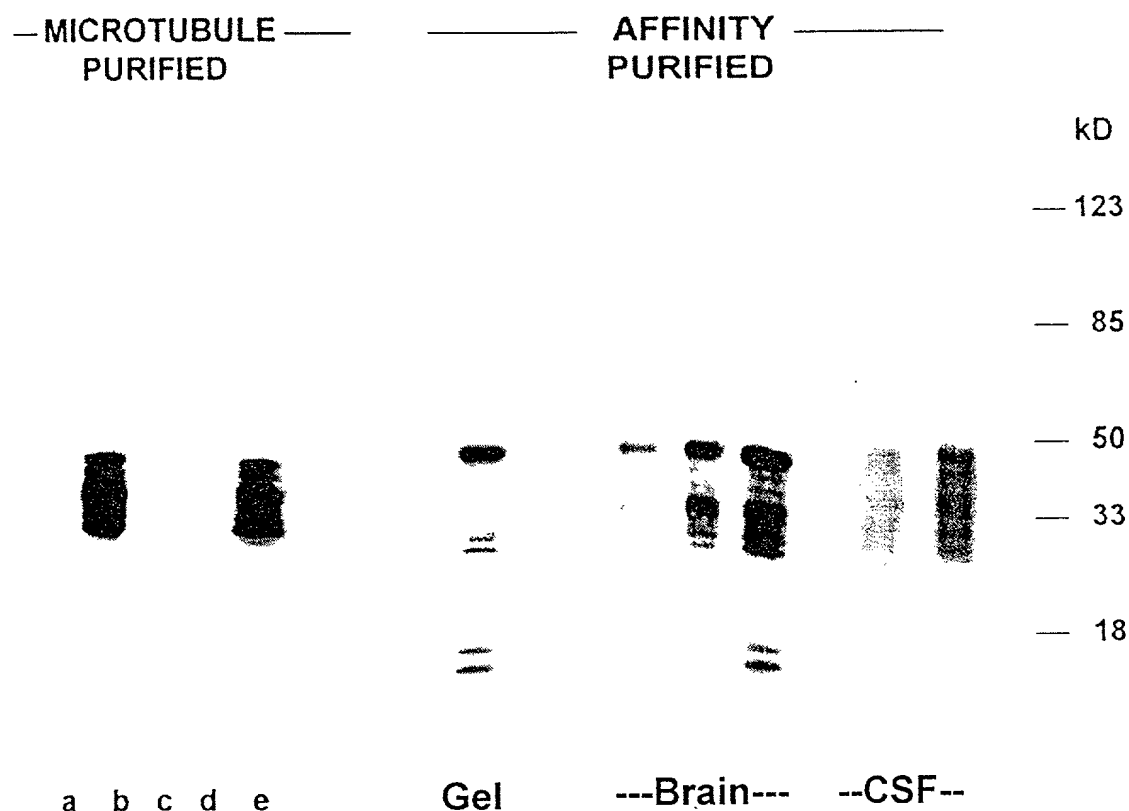 MICROTUBULE
PURIFIED
AFFINITY
PURIFIED
kD
123
85
50
33
18
a b c d e
Gel
---Brain---
--CSF--